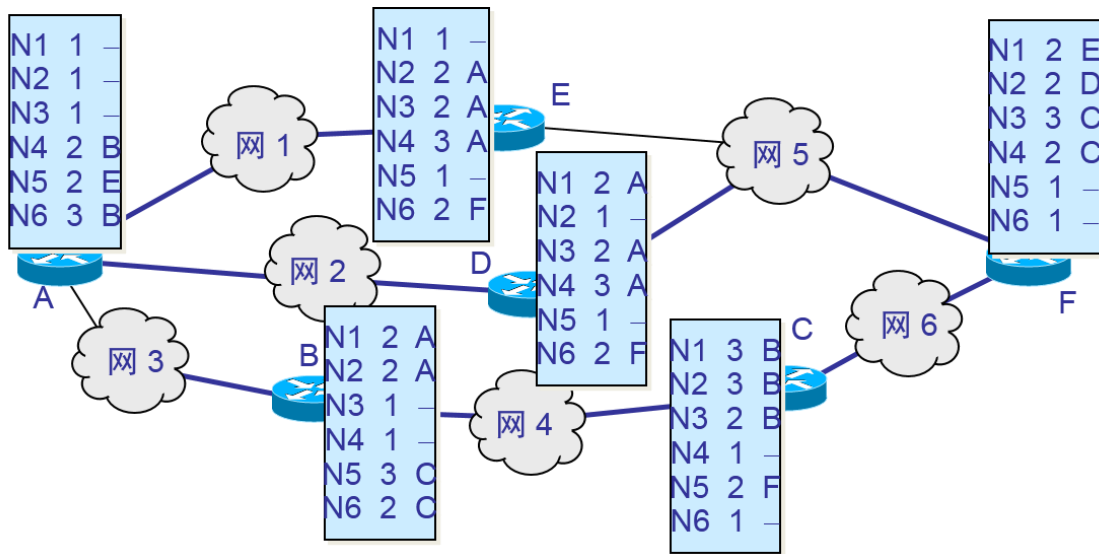 N1 1 –
N2 1 –
N3 1 –
N4 2 B
N5 2 E
N6 3 B
A
网 1
N1 1 –
N2 2 A
N3 2 A
N4 3 A
N5 1 –
N6 2 F
E
网 5
N1 2 E
N2 2 D
N3 3 C
N4 2 C
N5 1 –
N6 1 –
F
网 2
D
N1 2 A
N2 1 –
N3 2 A
N4 3 A
N5 1 –
N6 2 F
网 3
B
N1 2 A
N2 2 A
N3 1 –
N4 1 –
N5 3 C
N6 2 C
网 4
N1 3 B
N2 3 B
N3 2 B
N4 1 –
N5 2 F
N6 1 –
C
网 6